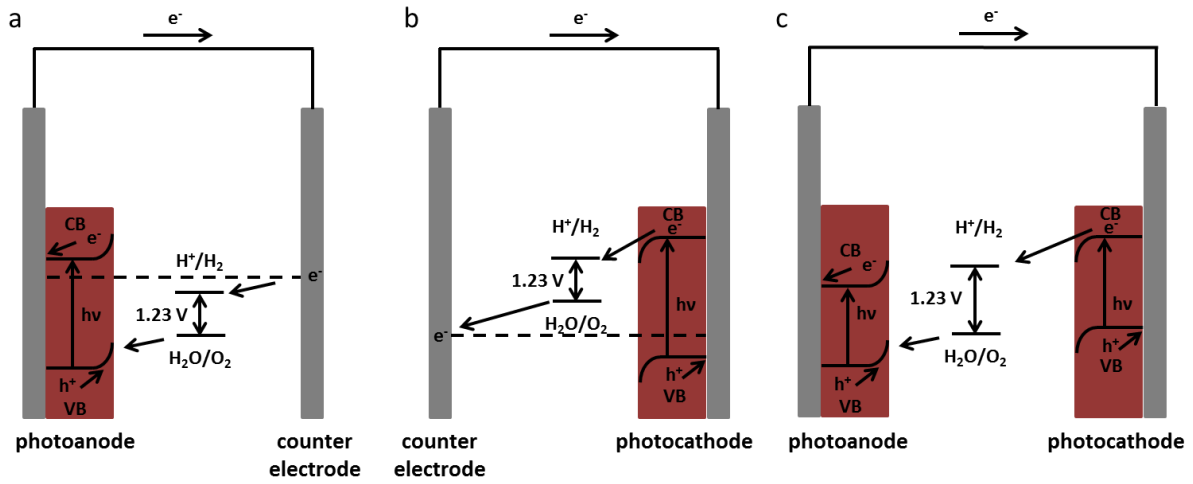 a
e⁻
CB
e⁻
H⁺/H₂
e⁻
hν
1.23 V
H₂O/O₂
h⁺
VB
photoanode
counter
electrode
b
e⁻
CB
e⁻
H⁺/H₂
1.23 V
hν
H₂O/O₂
e⁻
h⁺
VB
counter
electrode
photocathode
c
e⁻
CB
e⁻
H⁺/H₂
CB
e⁻
1.23 V
hν
hν
H₂O/O₂
h⁺
VB
h⁺
VB
photoanode
photocathode